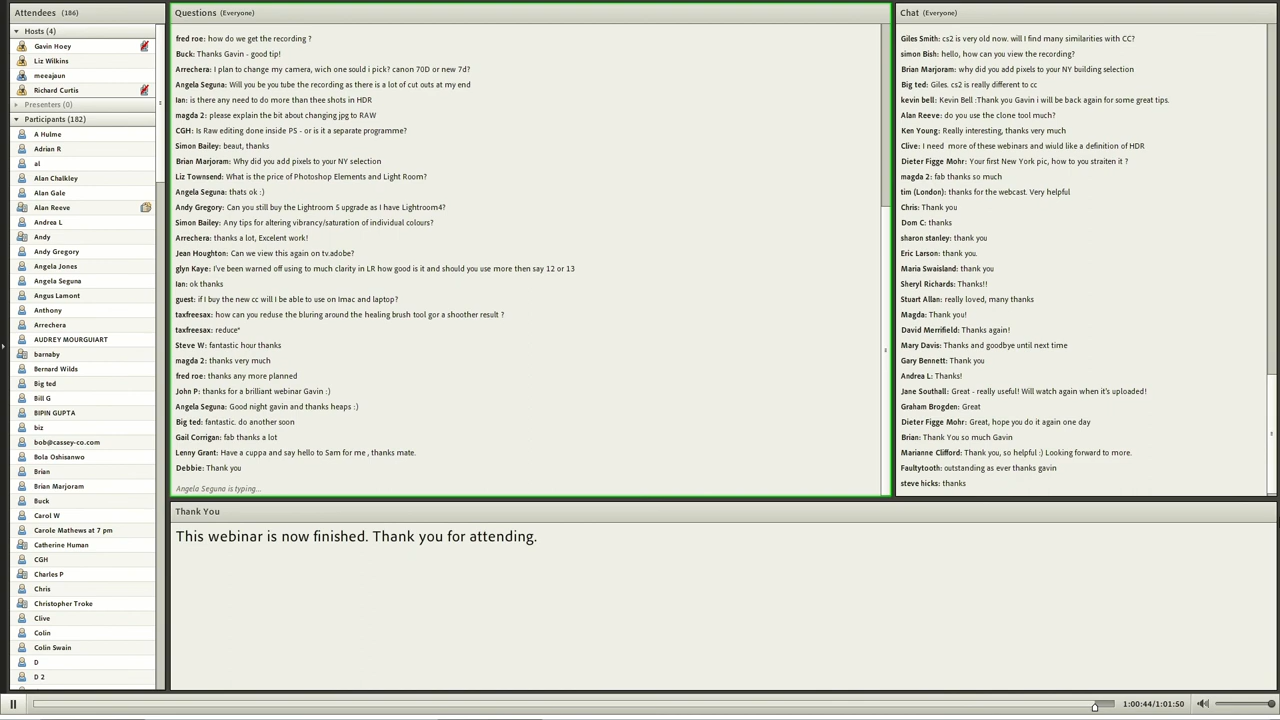 Attendees (186)
Hosts (4)
Gavin Hoey
Liz Wilkins
meeajaun
Richard Curtis
Presenters (0)
Participants (182)
A Hulme
Adrian R
al
Alan Chalkley
Alan Gale
Alan Reeve
Andrea L
Andy
Andy Gregory
Angela Jones
Angela Seguna
Angus Lamont
Anthony
Arrechera
AUDREY MOURGUIART
barnaby
Bernard Wilds
Big ted
Bill G
BIPIN GUPTA
biz
bob@cassey-co.com
Bola Oshisanwo
Brian
Brian Marjoram
Buck
Carol W
Carole Mathews at 7 pm
Catherine Human
CGH
Charles P
Chris
Christopher Troke
Clive
Colin
Colin Swain
D
D 2
Questions (Everyone)
fred roe: how do we get the recording ?
Buck: Thanks Gavin - good tip!
Arrechera: I plan to change my camera, wich one sould i pick? canon 70D or new 7d?
Angela Seguna: Will you be you tube the recording as there is a lot of cut outs at my end
Ian: is there any need to do more than thee shots in HDR
magda 2: please explain the bit about changing jpg to RAW
CGH: Is Raw editing done inside PS - or is it a separate programme?
Simon Bailey: beaut, thanks
Brian Marjoram: Why did you add pixels to your NY selection
Liz Townsend: What is the price of Photoshop Elements and Light Room?
Angela Seguna: thats ok :)
Andy Gregory: Can you still buy the Lightroom 5 upgrade as I have Lightroom4?
Simon Bailey: Any tips for altering vibrancy/saturation of individual colours?
Arrechera: thanks a lot, Excelent work!
Jean Houghton: Can we view this again on tv.adobe?
glyn Kaye: I've been warned off using to much clarity in LR how good is it and should you use more then say 12 or 13
Ian: ok thanks
guest: if I buy the new cc will I be able to use on Imac and laptop?
taxfreesax: how can you reduse the bluring around the healing brush tool gor a shoother result ?
taxfreesax: reduce*
Steve W: fantastic hour thanks
magda 2: thanks very much
fred roe: thanks any more planned
John P: thanks for a brilliant webinar Gavin :)
Angela Seguna: Good night gavin and thanks heaps :)
Big ted: fantastic. do another soon
Gail Corrigan: fab thanks a lot
Lenny Grant: Have a cuppa and say hello to Sam for me , thanks mate.
Debbie: Thank you
Angela Seguna is typing...
Chat (Everyone)
Giles Smith: cs2 is very old now. will I find many similarities with CC?
simon Bish: hello, how can you view the recording?
Brian Marjoram: why did you add pixels to your NY building selection
Big ted: Giles. cs2 is really different to cc
kevin bell: Kevin Bell :Thank you Gavin i will be back again for some great tips.
Alan Reeve: do you use the clone tool much?
Ken Young: Really interesting, thanks very much
Clive: I need  more of these webinars and wiuld like a definition of HDR
Dieter Figge Mohr: Your first New York pic, how to you straiten it ?
magda 2: fab thanks so much
tim (London): thanks for the webcast. Very helpful
Chris: Thank you
Dom C: thanks
sharon stanley: thank you
Eric Larson: thank you.
Maria Swaisland: thank you
Sheryl Richards: Thanks!!
Stuart Allan: really loved, many thanks
Magda: Thank you!
David Merrifield: Thanks again!
Mary Davis: Thanks and goodbye until next time
Gary Bennett: Thank you
Andrea L: Thanks!
Jane Southall: Great - really useful! Will watch again when it's uploaded!
Graham Brogden: Great
Dieter Figge Mohr: Great, hope you do it again one day
Brian: Thank You so much Gavin
Marianne Clifford: Thank you, so helpful :) Looking forward to more.
Faultytooth: outstanding as ever thanks gavin
steve hicks: thanks
Thank You
This webinar is now finished. Thank you for attending.
1:00:44/1:01:50